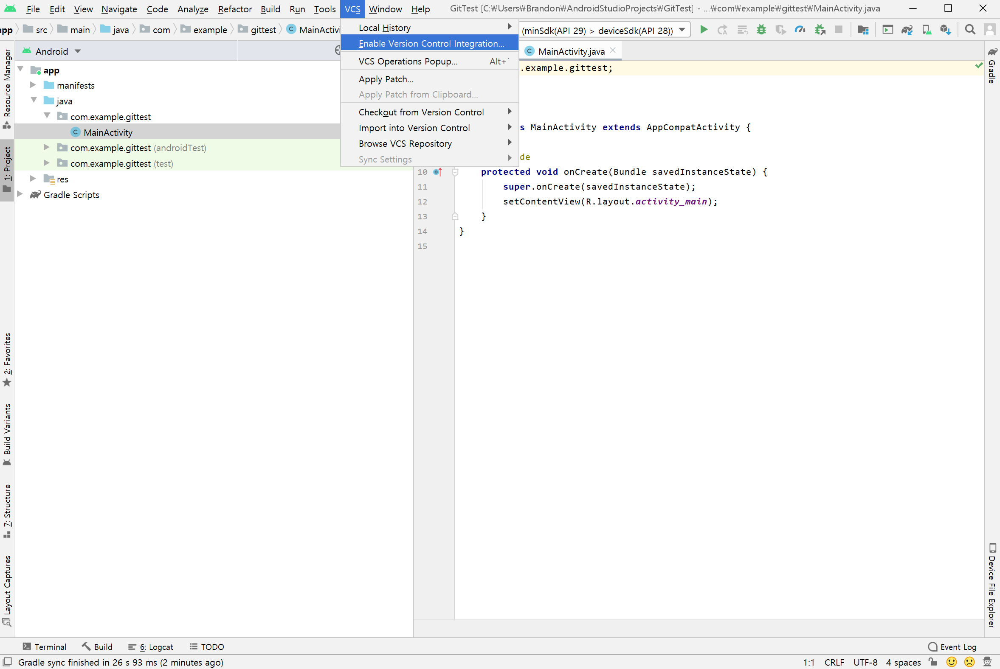 File Edit View Navigate Code Analyze Refactor Build Run Tools VCS Window Help GitTest [C:₩Users₩Brandon₩AndroidStudioProjects₩GitTest] - ...₩com₩example₩gittest₩MainActivity.java
app src main java com example gittest MainActivi (minSdk(API 29) > deviceSdk(API 28))
Local History
Enable Version Control Integration...
VCS Operations Popup... Alt+`
Apply Patch...
Apply Patch from Clipboard...
Checkout from Version Control
Import into Version Control
Browse VCS Repository
Sync Settings
Android
app
manifests
java
com.example.gittest
MainActivity
com.example.gittest (androidTest)
com.example.gittest (test)
res
Gradle Scripts
MainActivity.java
.example.gittest;
s MainActivity extends AppCompatActivity {
de
10 protected void onCreate(Bundle savedInstanceState) {
11 super.onCreate(savedInstanceState);
12 setContentView(R.layout.activity_main);
13 }
14 }
15
Resource Manager
1: Project
2: Favorites
Build Variants
7: Structure
Layout Captures
Gradle
Device File Explorer
Terminal Build 6: Logcat TODO Event Log
Gradle sync finished in 26 s 93 ms (2 minutes ago) 1:1 CRLF UTF-8 4 spaces